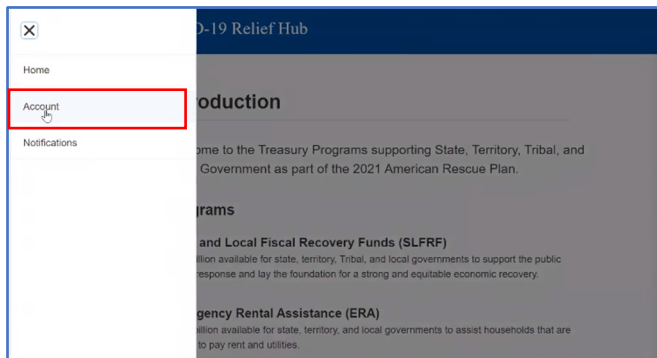 D-19 Relief Hub
Home
Account
Notifications
oduction
ome to the Treasury Programs supporting State, Territory, Tribal, and
Government as part of the 2021 American Rescue Plan.
grams
and Local Fiscal Recovery Funds (SLFRF)
illion available for state, territory, Tribal, and local governments to support the public
response and lay the foundation for a strong and equitable economic recovery.
gency Rental Assistance (ERA)
illion available for state, territory, and local governments to assist households that are
to pay rent and utilities.